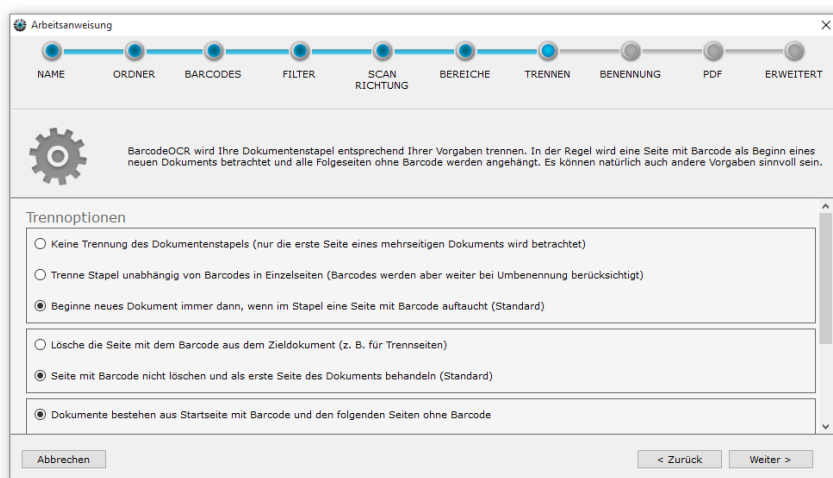 Arbeitsanweisung
NAME ORDNER BARCODES FILTER SCAN RICHTUNG BEREICHE TRENNEN BENENNUNG PDF ERWEITERT
BarcodeOCR wird Ihre Dokumentenstapel entsprechend Ihrer Vorgaben trennen. In der Regel wird eine Seite mit Barcode als Beginn eines
neuen Dokuments betrachtet und alle Folgeseiten ohne Barcode werden angehängt. Es können natürlich auch andere Vorgaben sinnvoll sein.
Trennoptionen
Keine Trennung des Dokumentenstapels (nur die erste Seite eines mehrseitigen Dokuments wird betrachtet)
Trenne Stapel unabhängig von Barcodes in Einzelseiten (Barcodes werden aber weiter bei Umbenennung berücksichtigt)
Beginne neues Dokument immer dann, wenn im Stapel eine Seite mit Barcode auftaucht (Standard)
Lösche die Seite mit dem Barcode aus dem Zieldokument (z. B. für Trennseiten)
Seite mit Barcode nicht löschen und als erste Seite des Dokuments behandeln (Standard)
Dokumente bestehen aus Startseite mit Barcode und den folgenden Seiten ohne Barcode
Abbrechen < Zurück Weiter >